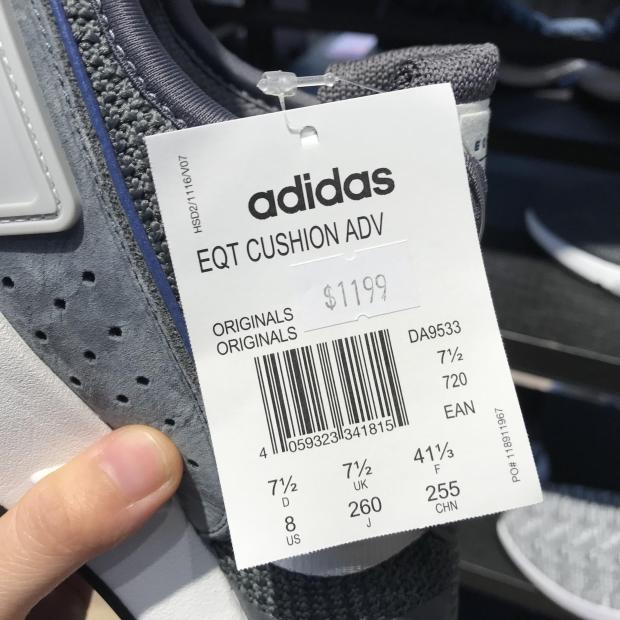 HSD2/1116/V07
adidas
EQT CUSHION ADV
$1199
ORIGINALS
ORIGINALS
DA9533
7½
720
EAN
4 059323 341815
PO# 118911967
7½ 7½ 41⅓
D UK F
8 260 255
US J CHN